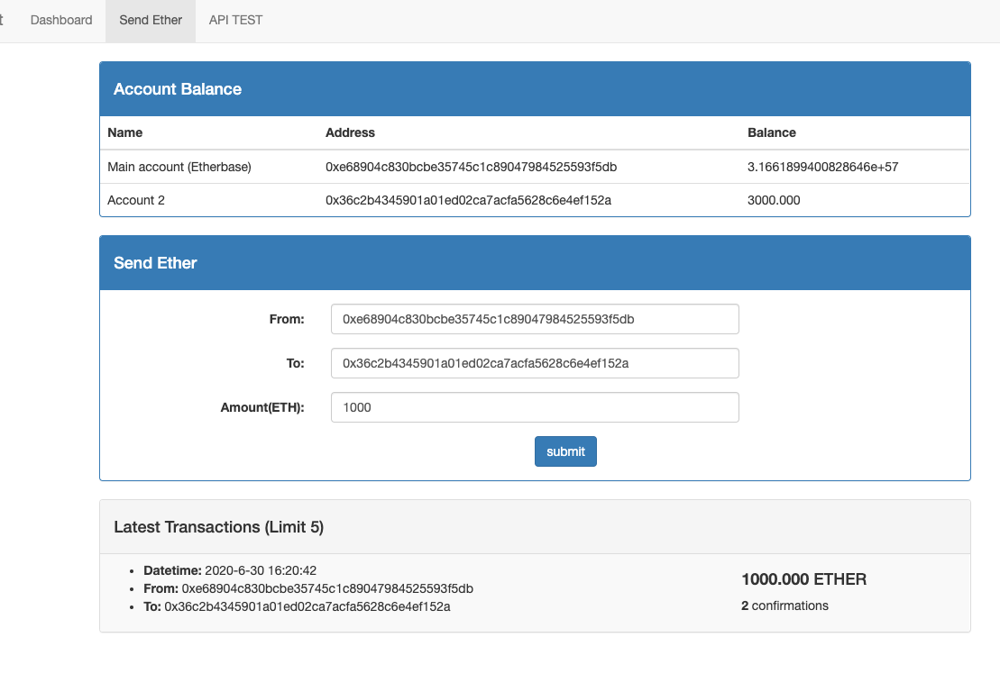 Dashboard Send Ether API TEST
Account Balance
Name Address Balance
Main account (Etherbase) 0xe68904c830bcbe35745c1c89047984525593f5db 3.1661899400828646e+57
Account 2 0x36c2b4345901a01ed02ca7acfa5628c6e4ef152a 3000.000
Send Ether
From: 0xe68904c830bcbe35745c1c89047984525593f5db
To: 0x36c2b4345901a01ed02ca7acfa5628c6e4ef152a
Amount(ETH): 1000
submit
Latest Transactions (Limit 5)
Datetime: 2020-6-30 16:20:42
From: 0xe68904c830bcbe35745c1c89047984525593f5db
To: 0x36c2b4345901a01ed02ca7acfa5628c6e4ef152a
1000.000 ETHER
2 confirmations